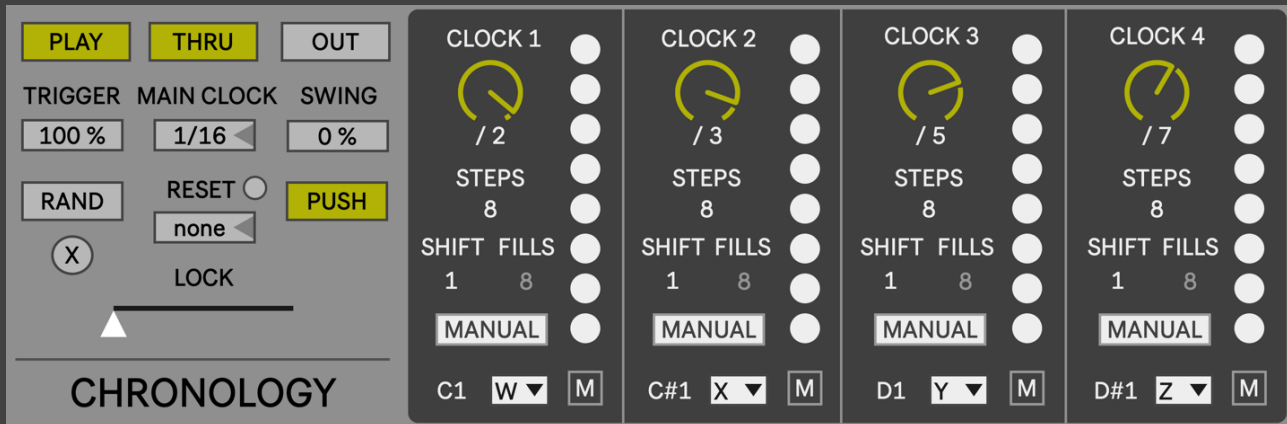 PLAY THRU OUT
TRIGGER MAIN CLOCK SWING
100 % 1/16 0 %
RAND RESET PUSH
none
X
LOCK
CHRONOLOGY
CLOCK 1
/ 2
STEPS
8
SHIFT FILLS
1 8
MANUAL
C1 W M
CLOCK 2
/ 3
STEPS
8
SHIFT FILLS
1 8
MANUAL
C#1 X M
CLOCK 3
/ 5
STEPS
8
SHIFT FILLS
1 8
MANUAL
D1 Y M
CLOCK 4
/ 7
STEPS
8
SHIFT FILLS
1 8
MANUAL
D#1 Z M